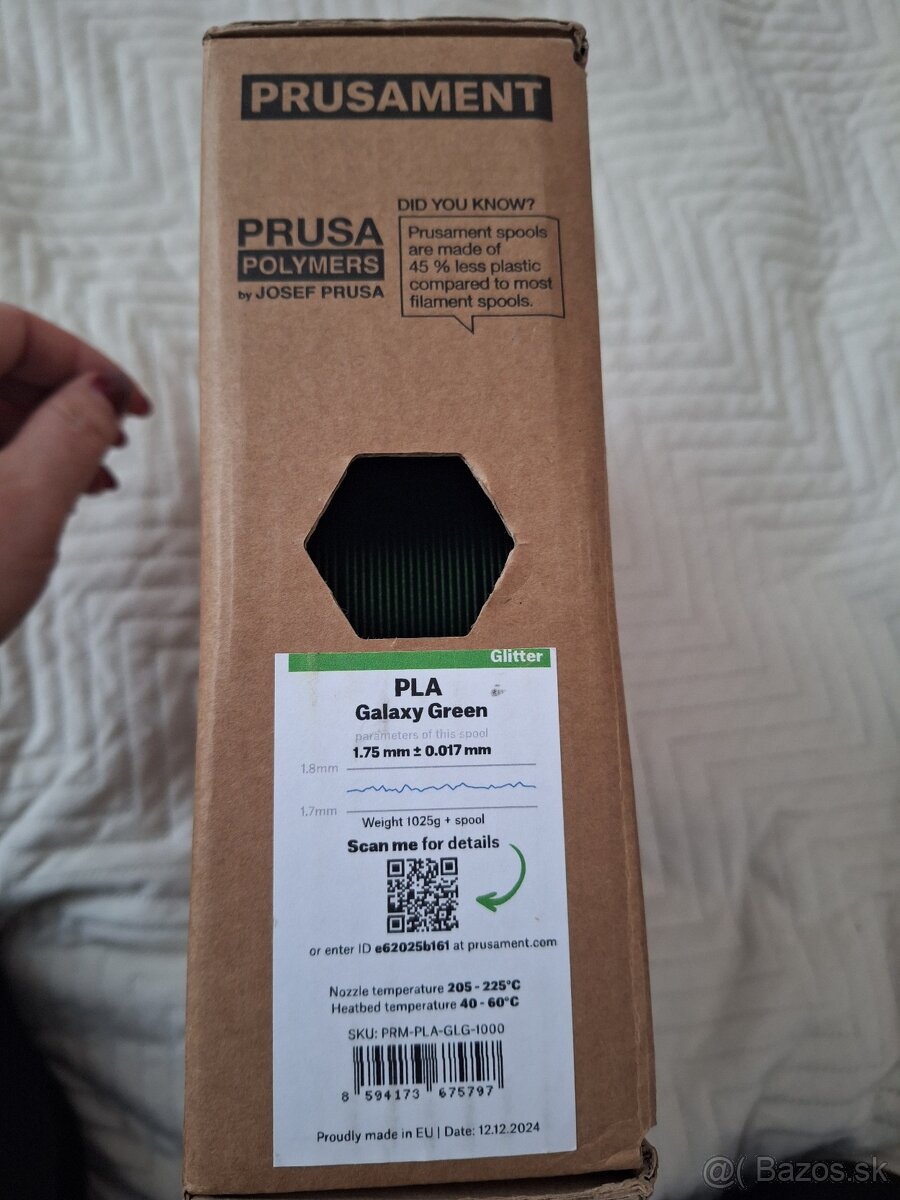 PRUSAMENT
PRUSA
POLYMERS
by JOSEF PRUSA
DID YOU KNOW?
Prusament spools
are made of
45 % less plastic
compared to most
filament spools.
Glitter
PLA
Galaxy Green
parameters of this spool
1.75 mm ± 0.017 mm
1.8mm
1.7mm
Weight 1025g + spool
Scan me for details
or enter ID e62025b161 at prusament.com
Nozzle temperature 205 - 225°C
Heatbed temperature 40 - 60°C
SKU: PRM-PLA-GLG-1000
8 594173 675797
Proudly made in EU | Date: 12.12.2024
@( Bazos.sk